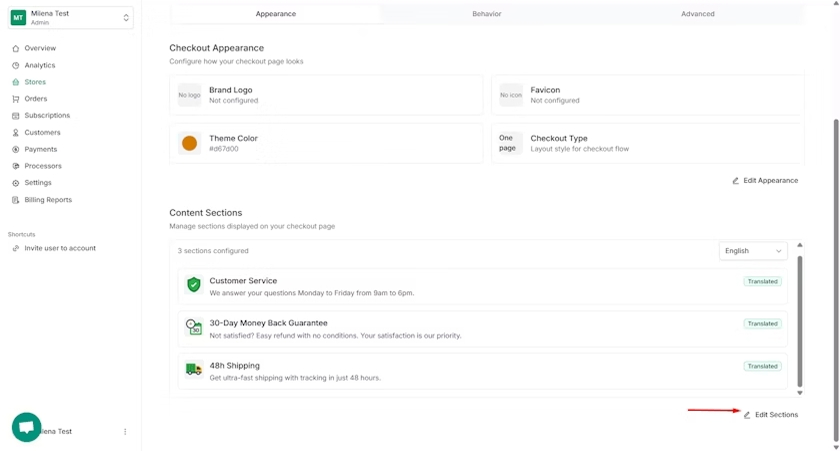 MT
Milena Test
Admin
Overview
Analytics
Stores
Orders
Subscriptions
Customers
Payments
Processors
Settings
Billing Reports
Shortcuts
Invite user to account
lena Test
Appearance
Behavior
Advanced
Checkout Appearance
Configure how your checkout page looks
No logo
Brand Logo
Not configured
No icon
Favicon
Not configured
Theme Color
#d67d00
One
page
Checkout Type
Layout style for checkout flow
Edit Appearance
Content Sections
Manage sections displayed on your checkout page
3 sections configured
English
Customer Service
We answer your questions Monday to Friday from 9am to 6pm.
Translated
30
30-Day Money Back Guarantee
Not satisfied? Easy refund with no conditions. Your satisfaction is our priority.
Translated
48h Shipping
Get ultra-fast shipping with tracking in just 48 hours.
Translated
Edit Sections